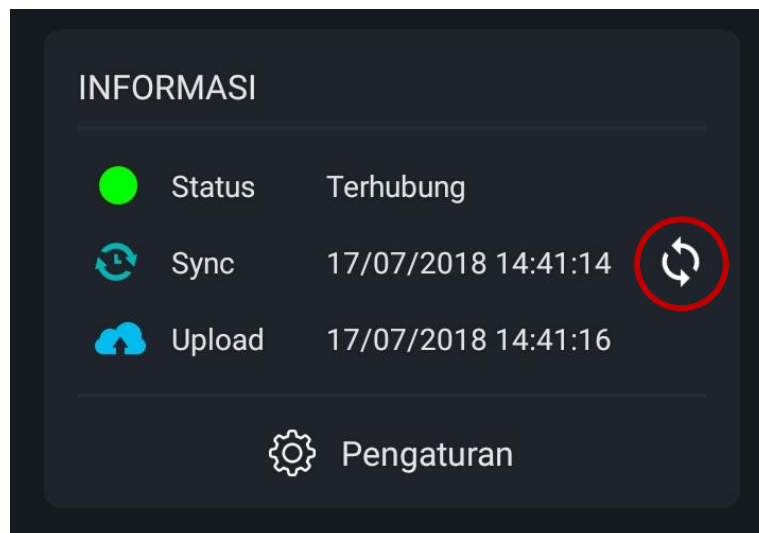 INFORMASI
Status Terhubung
Sync 17/07/2018 14:41:14
Upload 17/07/2018 14:41:16
Pengaturan